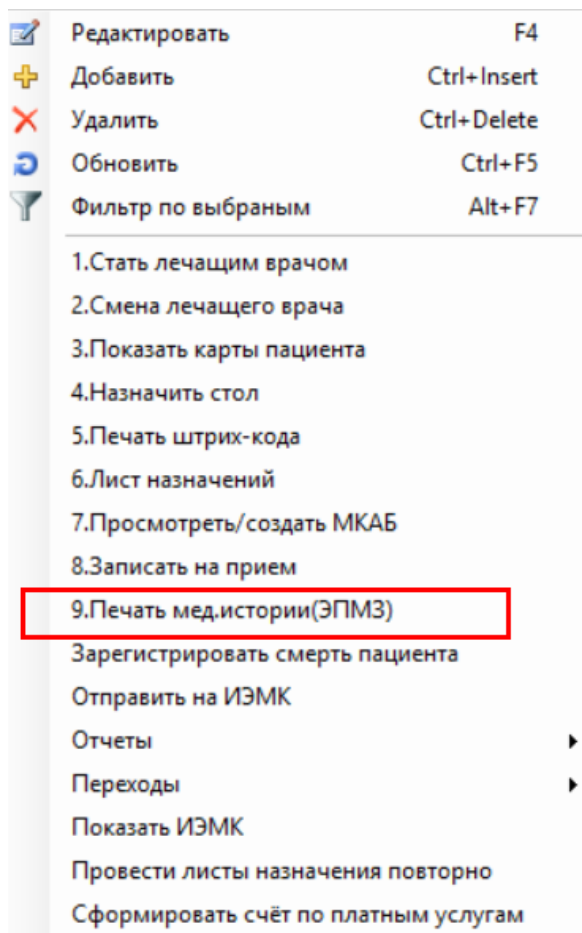 Редактировать F4
Добавить Ctrl+Insert
Удалить Ctrl+Delete
Обновить Ctrl+F5
Фильтр по выбраным Alt+F7
1.Стать лечащим врачом
2.Смена лечащего врача
3.Показать карты пациента
4.Назначить стол
5.Печать штрих-кода
6.Лист назначений
7.Просмотреть/создать МКАБ
8.Записать на прием
9.Печать мед.истории(ЭПМЗ)
Зарегистрировать смерть пациента
Отправить на ИЭМК
Отчеты
Переходы
Показать ИЭМК
Провести листы назначения повторно
Сформировать счёт по платным услугам